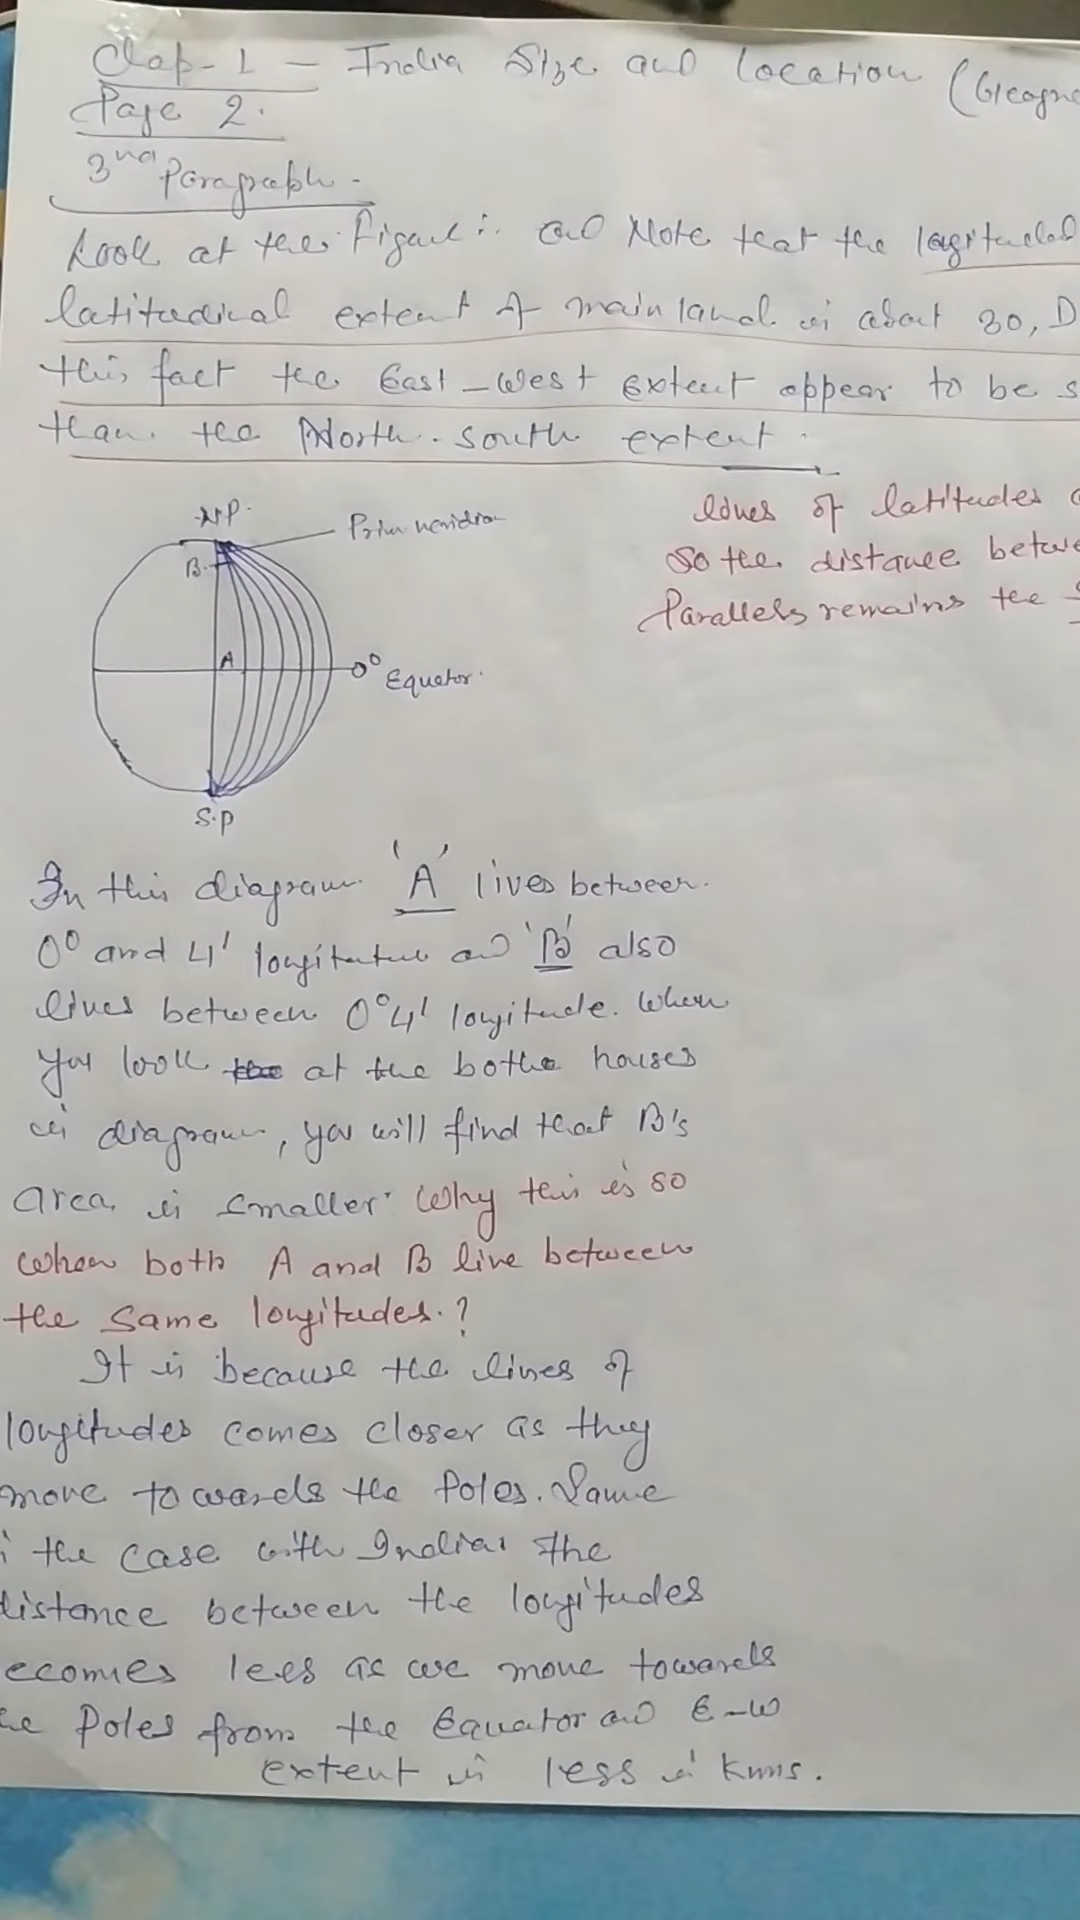 Chap-1 - India Size and Location (Geogra
Page 2.
3nd Paragraph-
Look at the Figure: and Note that the
latitudinal extent of mainland is about 30, D
this fact the East-West extent appear to be s
than the North-South extent.
N.P.
Prime meridian
B
A
0° Equator.
S.P
lines of latitudes
So the distance betwe
Parallels remains the
In this diagram 'A' lives between
0° and 4' longitude and 'B' also
lives between 0°4' longitude. When
you look at the bothe houses
in diagram, you will find that B's
area is smaller. Why this is so
when both A and B live between
the same longitudes.?
It is because the lines of
longitudes comes closer as they
move towards the Poles. Same
the case with India. The
istance between the longitudes
ecomes less as we move towards
he Poles from the Equator and E-W
extent is less in Kms.